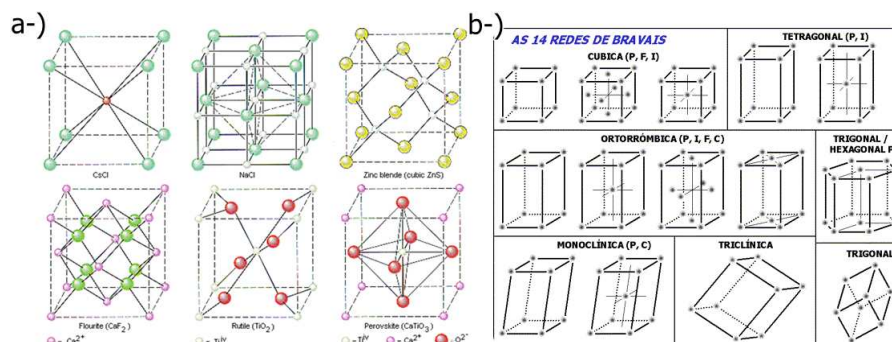 a-)
CsCl
NaCl
Zinc blende (cubic ZnS)
Flourite (CaF2)
Rutile (TiO2)
Perovskite (CaTiO3)
b-)
AS 14 REDES DE BRAVAIS
CUBICA (P, F, I)
TETRAGONAL (P, I)
ORTORRÓMBICA (P, I, F, C)
TRIGONAL /
HEXAGONAL P
MONOCLÍNICA (P, C)
TRICLÍNICA
TRIGONAL